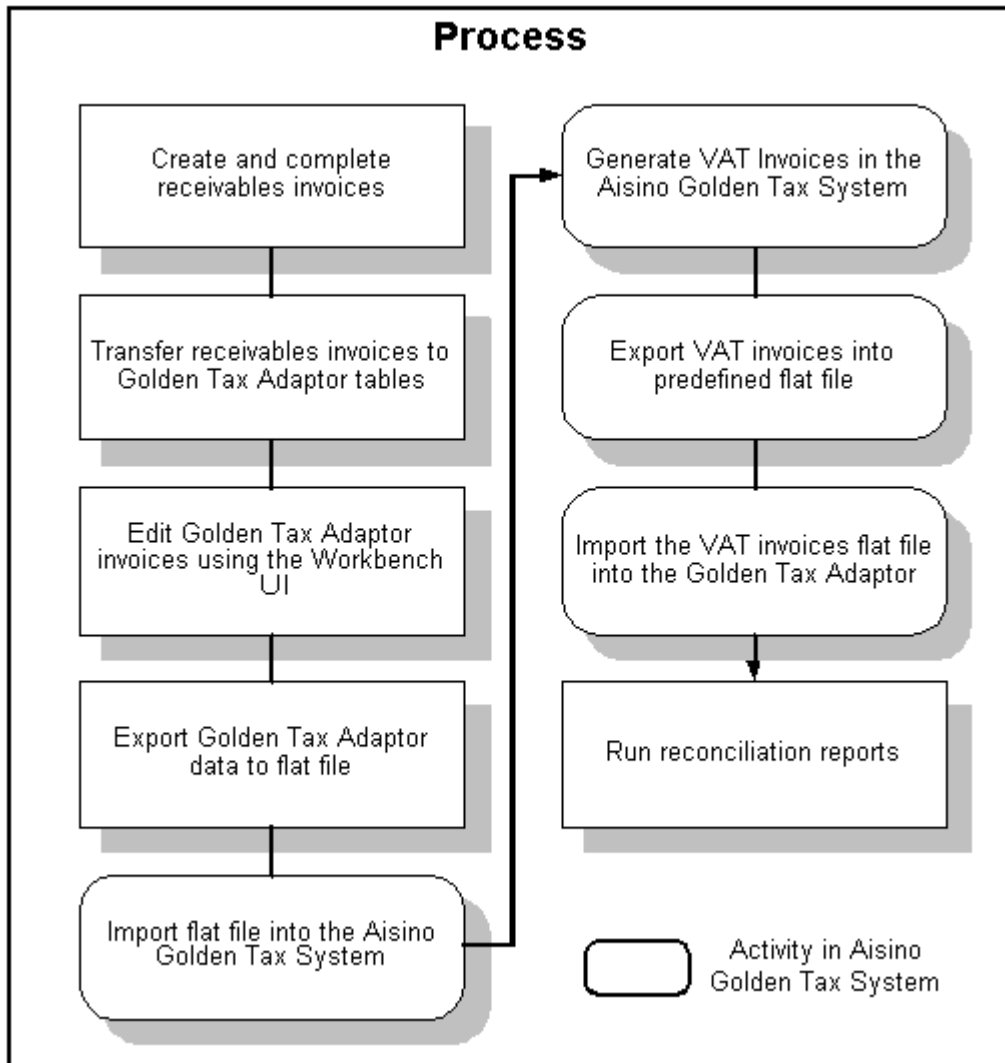 Process
Create and complete
receivables invoices
Transfer receivables invoices to
Golden Tax Adaptor tables
Edit Golden Tax Adaptor
invoices using the Workbench
UI
Export Golden Tax Adaptor
data to flat file
Import flat file into the Aisino
Golden Tax System
Generate VAT Invoices in the
Aisino Golden Tax System
Export VAT invoices into
predefined flat file
Import the VAT invoices flat file
into the Golden Tax Adaptor
Run reconciliation reports
Activity in Aisino
Golden Tax System